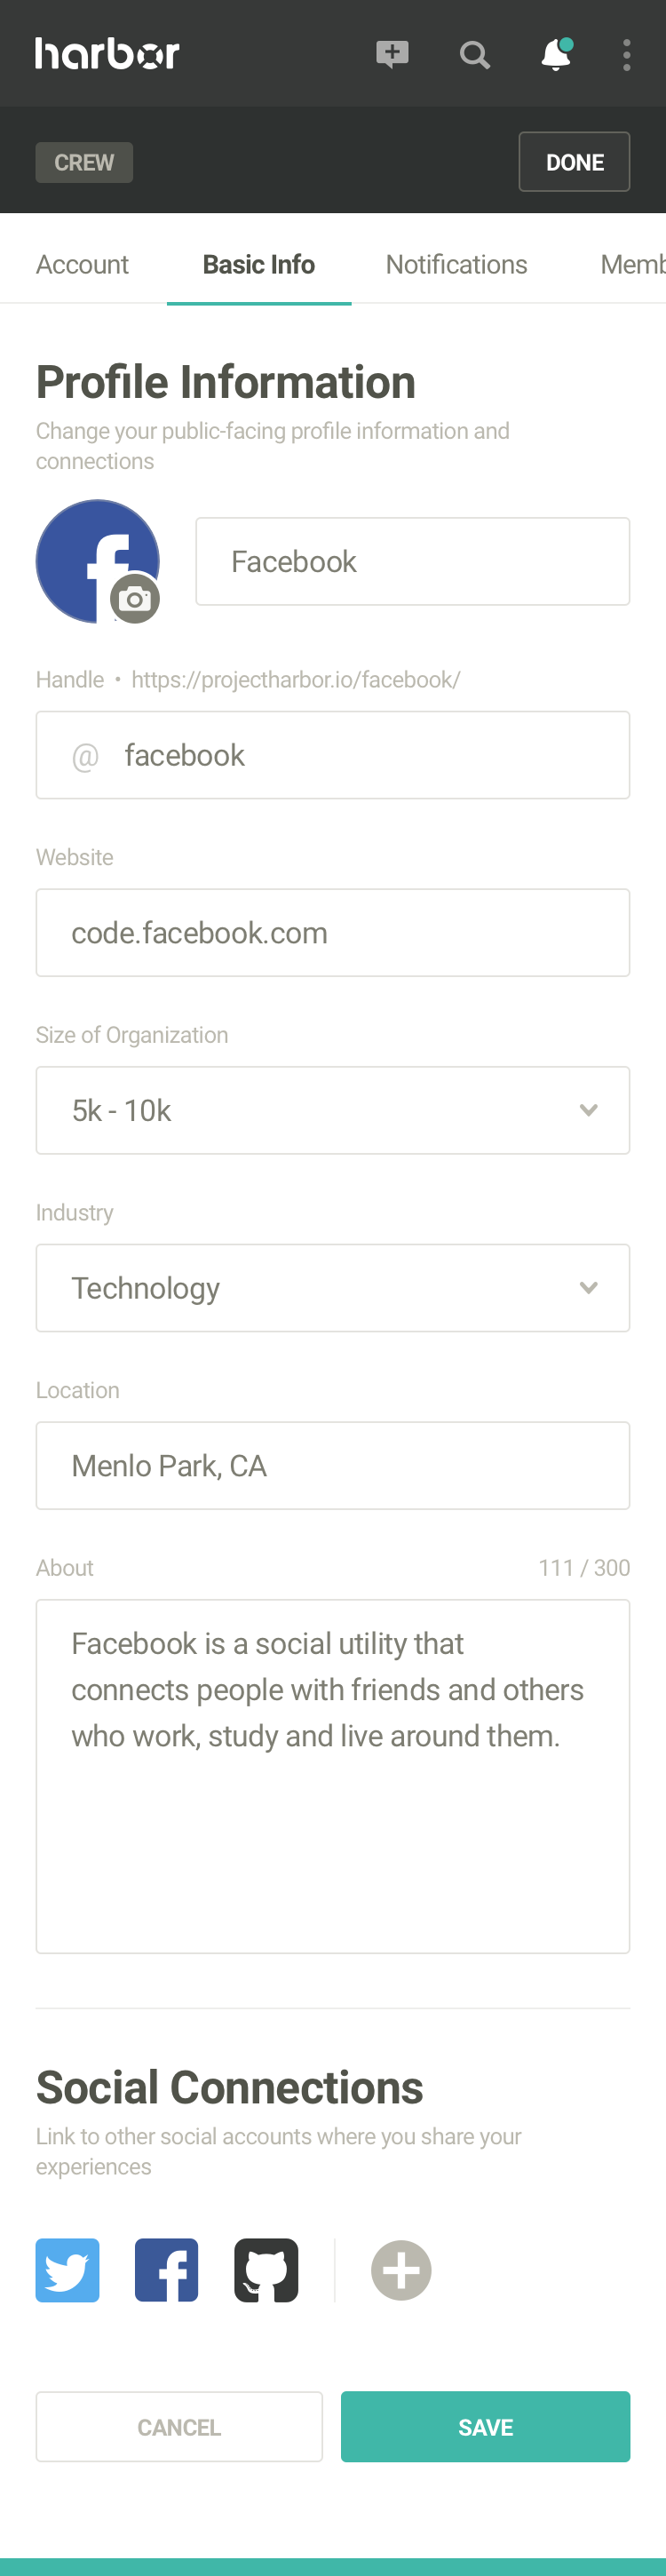 harbor
CREW
DONE
Account
Basic Info
Notifications
Memb
Profile Information
Change your public-facing profile information and
connections
Facebook
Handle • https://projectharbor.io/facebook/
@ facebook
Website
code.facebook.com
Size of Organization
5k - 10k
Industry
Technology
Location
Menlo Park, CA
About
111 / 300
Facebook is a social utility that
connects people with friends and others
who work, study and live around them.
Social Connections
Link to other social accounts where you share your
experiences
CANCEL
SAVE